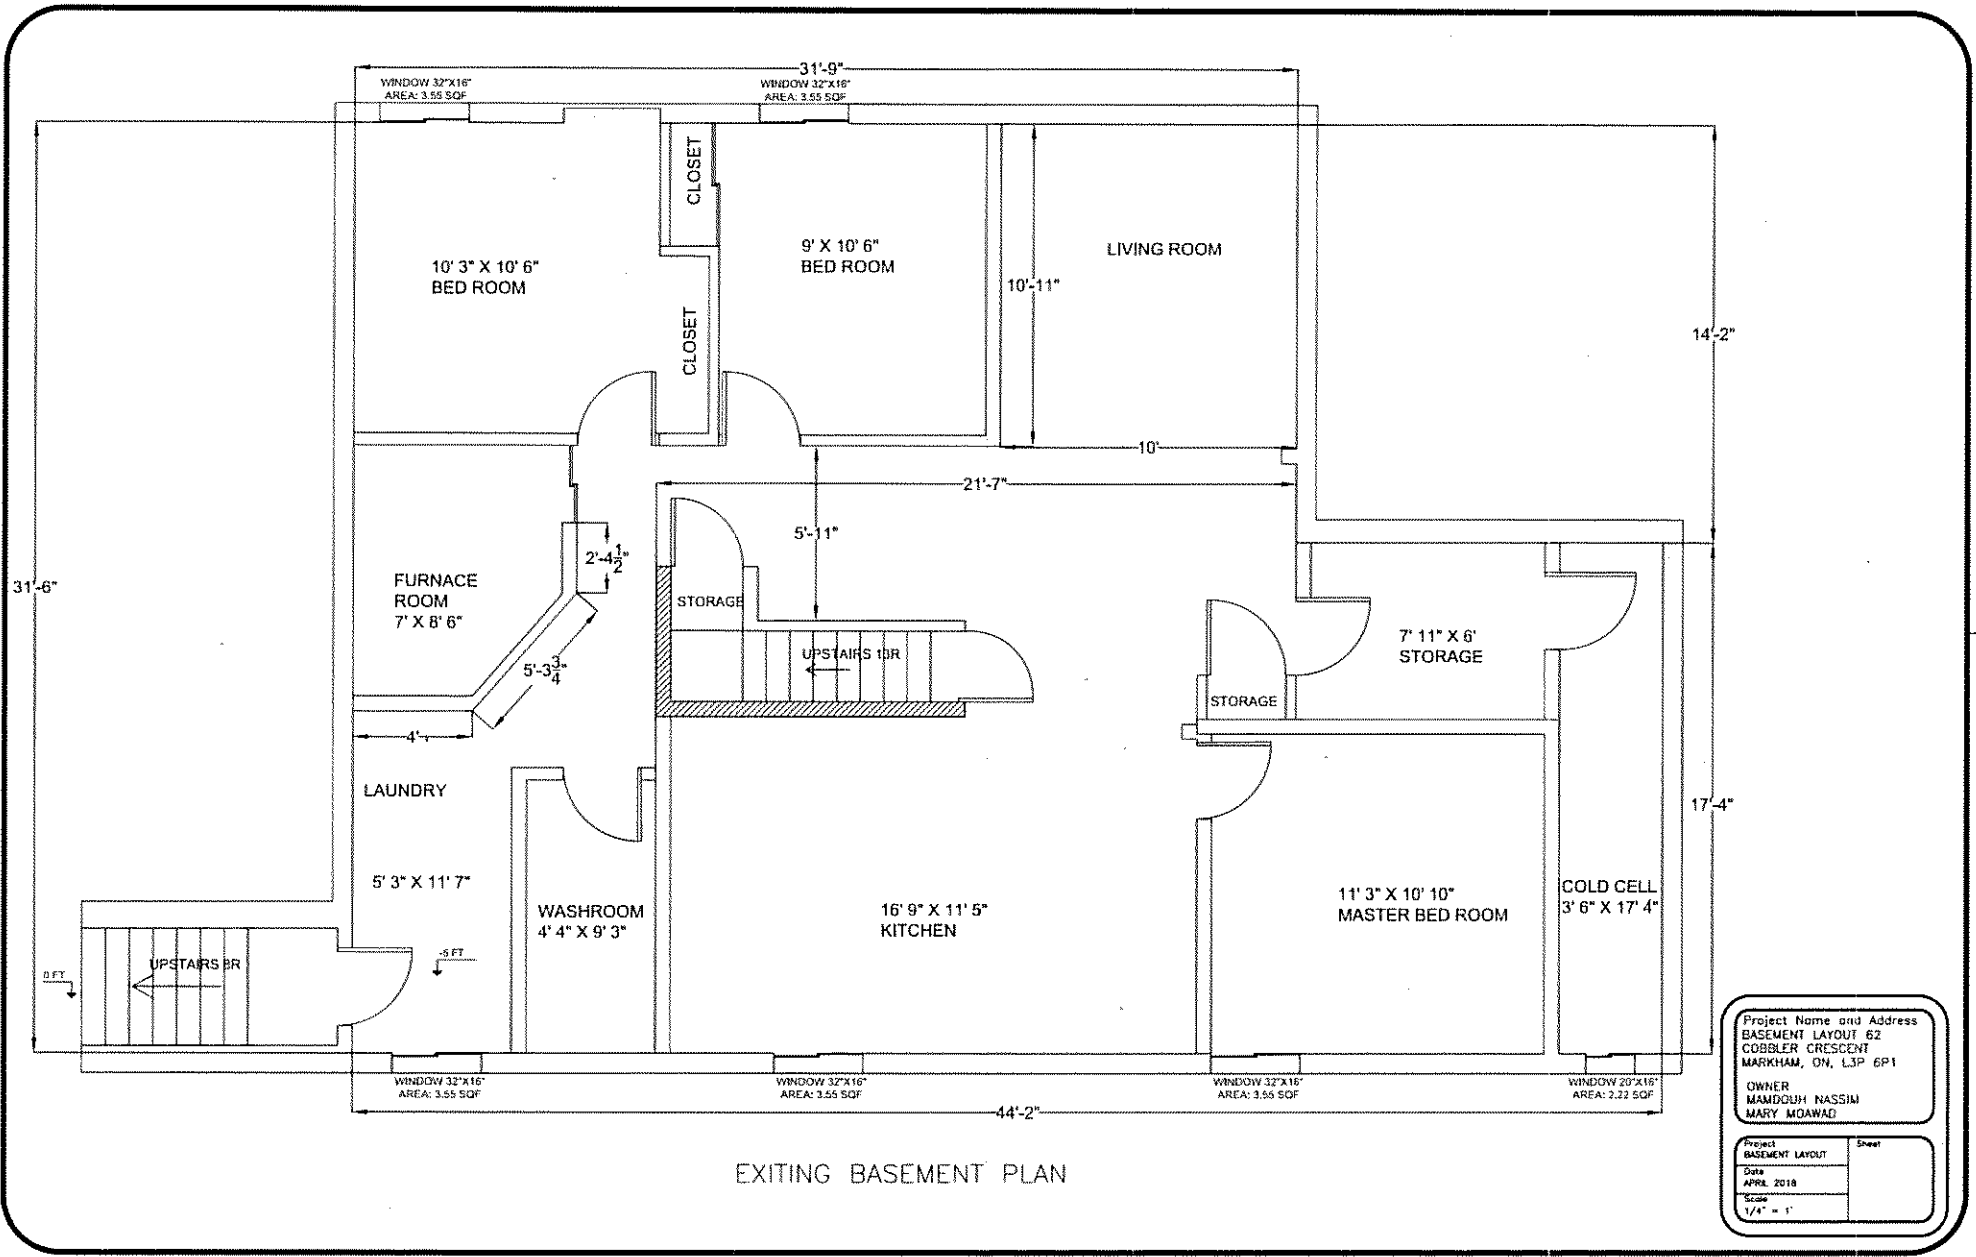 31'-9"
WINDOW 32"X16"
AREA: 3.55 SQF
WINDOW 32"X16"
AREA: 3.55 SQF
CLOSET
10' 3" X 10' 6"
BED ROOM
CLOSET
9' X 10' 6"
BED ROOM
LIVING ROOM
10'-11"
14'-2"
10'
21'-7"
5'-11"
31'-6"
2'-4 1/2"
FURNACE
ROOM
7' X 8' 6"
5'-3 3/4"
4'
STORAGE
UPSTAIRS 13R
7' 11" X 6'
STORAGE
STORAGE
LAUNDRY
5' 3" X 11' 7"
WASHROOM
4' 4" X 9' 3"
16' 9" X 11' 5"
KITCHEN
11' 3" X 10' 10"
MASTER BED ROOM
COLD CELL
3' 6" X 17' 4"
17'-4"
UPSTAIRS 8R
0 FT
FT
WINDOW 32"X16"
AREA: 3.55 SQF
WINDOW 32"X16"
AREA: 3.55 SQF
WINDOW 32"X16"
AREA: 3.55 SQF
WINDOW 20"X16"
AREA: 2.22 SQF
44'-2"
EXITING BASEMENT PLAN
Project Name and Address
BASEMENT LAYOUT 62
COBBLER CRESCENT
MARKHAM, ON, L3P 6P1
OWNER
MAMDOUH NASSIM
MARY MOAWAD
Project
BASEMENT LAYOUT
Sheet
Date
APRIL 2018
Scale
1/4" = 1'